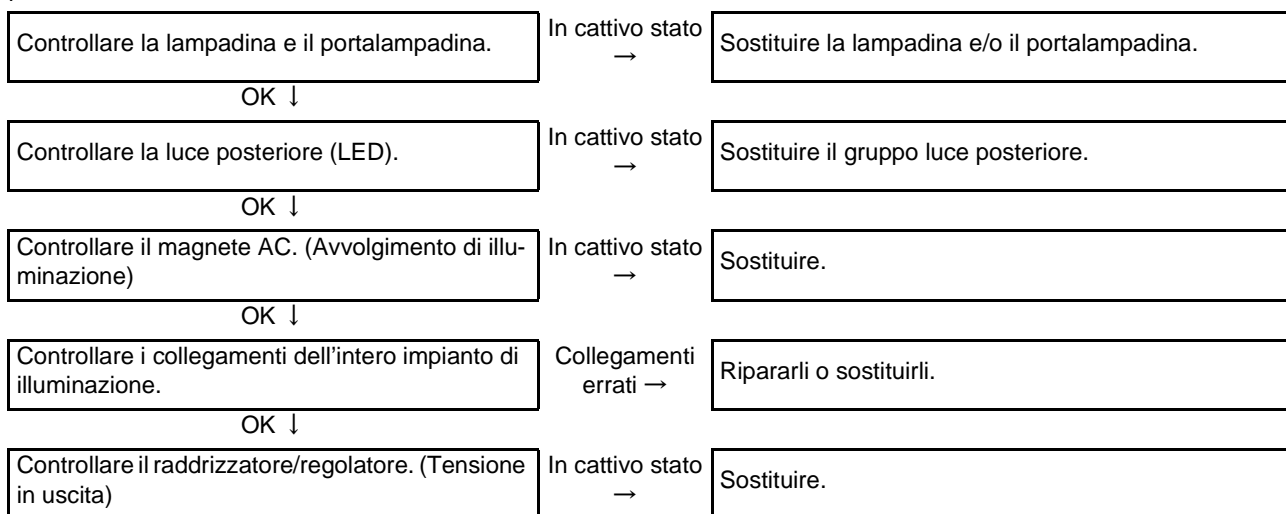 Controllare la lampadina e il portalampadina.
In cattivo stato
→
Sostituire la lampadina e/o il portalampadina.
OK ↓
Controllare la luce posteriore (LED).
In cattivo stato
→
Sostituire il gruppo luce posteriore.
OK ↓
Controllare il magnete AC. (Avvolgimento di illu-
minazione)
In cattivo stato
→
Sostituire.
OK ↓
Controllare i collegamenti dell'intero impianto di
illuminazione.
Collegamenti
errati →
Ripararli o sostituirli.
OK ↓
Controllare il raddrizzatore/regolatore. (Tensione
in uscita)
In cattivo stato
→
Sostituire.